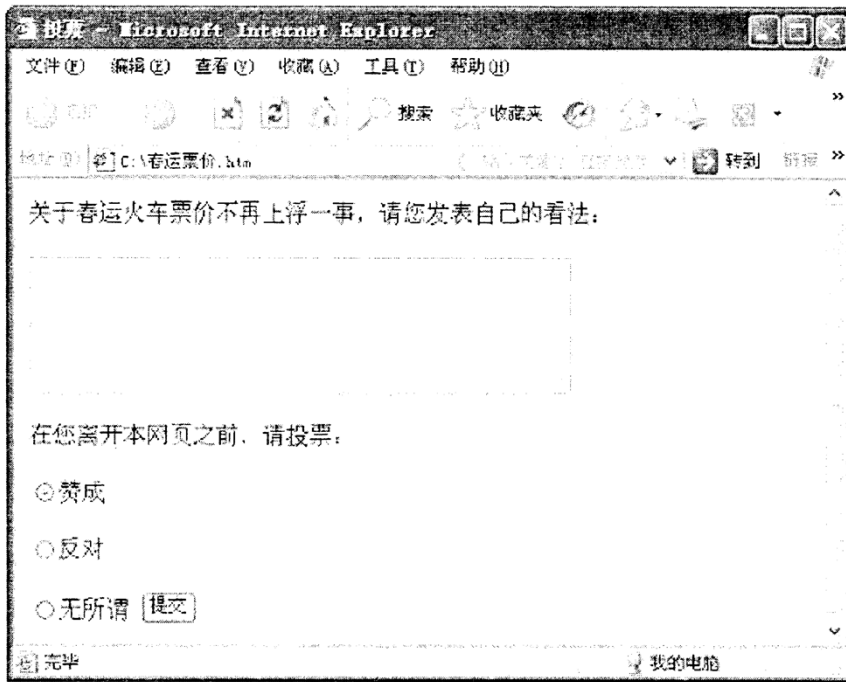 投票 - Microsoft Internet Explorer
文件(F) 编辑(E) 查看(V) 收藏(A) 工具(T) 帮助(H)
搜索 收藏夹 »
地址(D) C:\春运票价.htm 转到 链接 »
关于春运火车票价不再上浮一事，请您发表自己的看法：
在您离开本网页之前，请投票：
赞成
反对
无所谓 提交
完毕 我的电脑